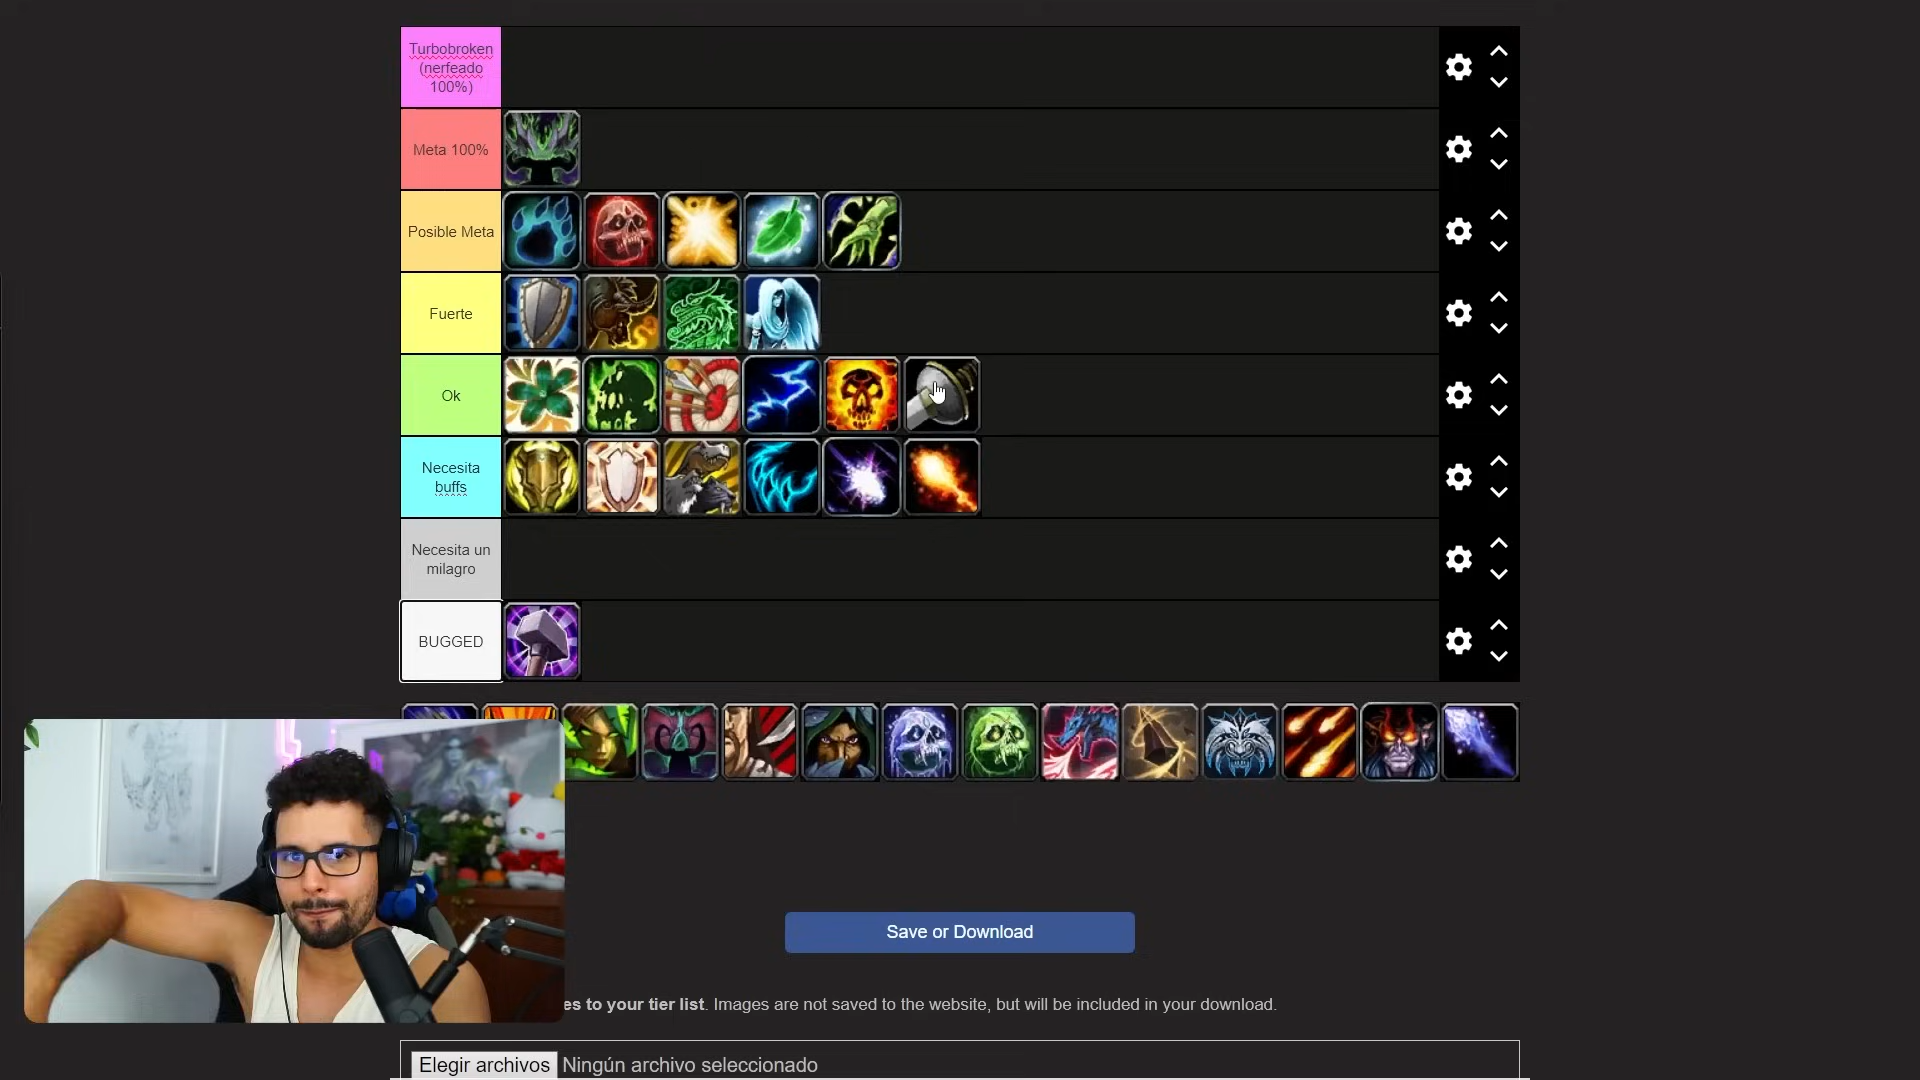 Turbobroken
(nerfeado
100%)
Meta 100%
Posible Meta
Fuerte
Ok
Necesita
buffs
Necesita un
milagro
BUGGED
Save or Download
es to your tier list. Images are not saved to the website, but will be included in your download.
Elegir archivos Ningún archivo seleccionado